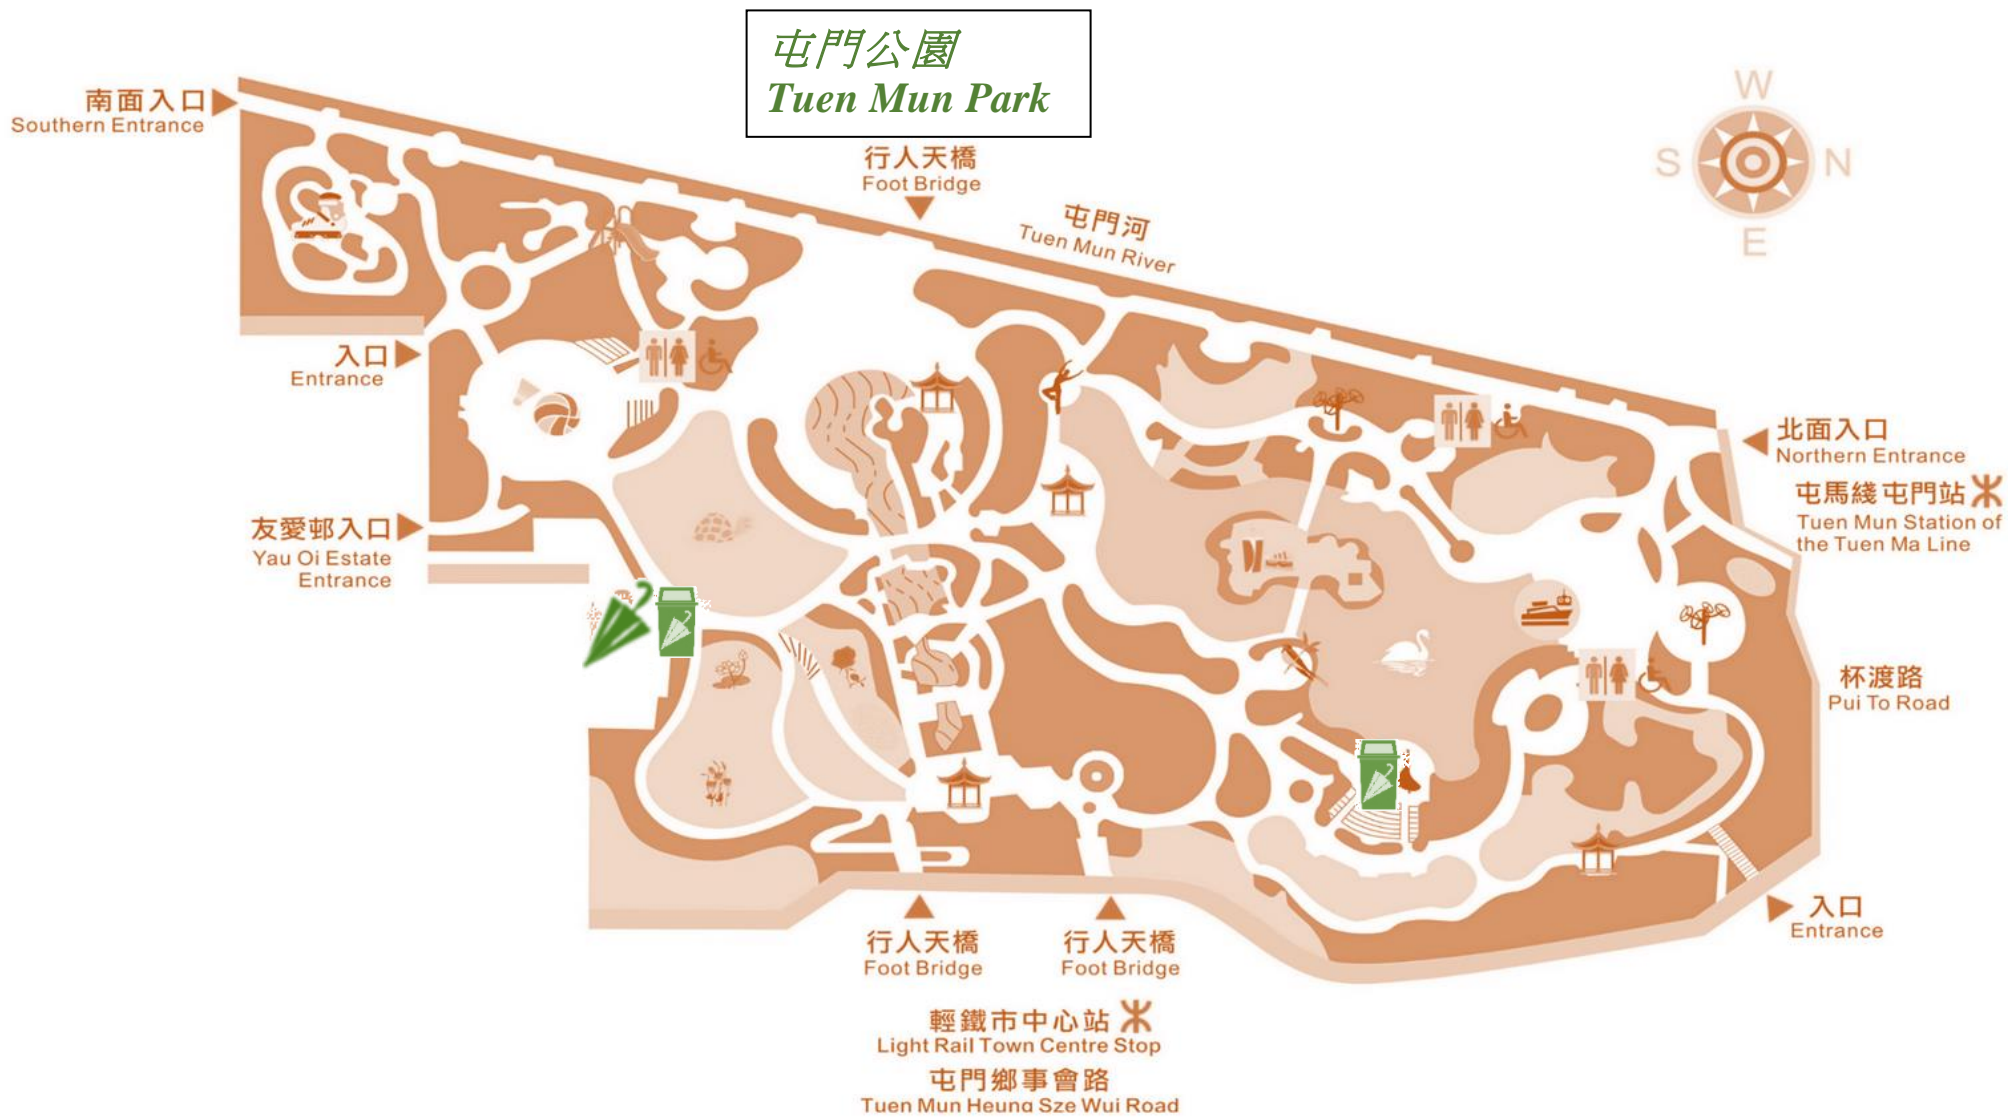 屯門公園
Tuen Mun Park
南面入口
Southern Entrance
行人天橋
Foot Bridge
屯門河
Tuen Mun River
W
S
N
E
入口
Entrance
北面入口
Northern Entrance
屯馬綫屯門站
Tuen Mun Station of
the Tuen Ma Line
友愛邨入口
Yau Oi Estate
Entrance
杯渡路
Pui To Road
入口
Entrance
行人天橋
Foot Bridge
行人天橋
Foot Bridge
輕鐵市中心站
Light Rail Town Centre Stop
屯門鄉事會路
Tuen Mun Heung Sze Wui Road